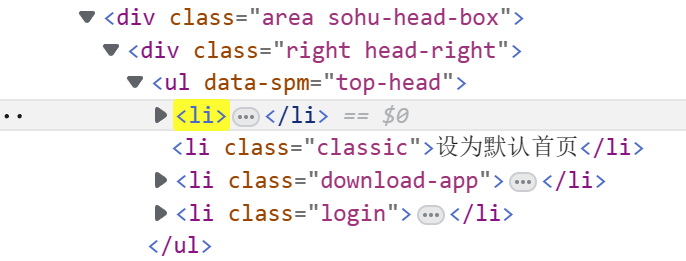 ▼<div class="area sohu-head-box">
▼<div class="right head-right">
▼<ul data-spm="top-head">
··· ▶<li>…</li> == $0
<li class="classic">设为默认首页</li>
▶<li class="download-app">…</li>
▶<li class="login">…</li>
</ul>